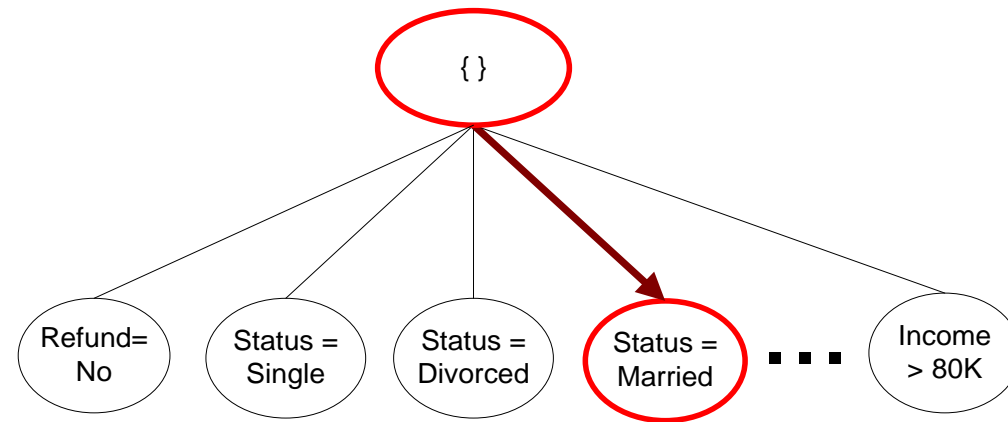 { }
Refund=
No
Status =
Single
Status =
Divorced
Status =
Married
Income
> 80K